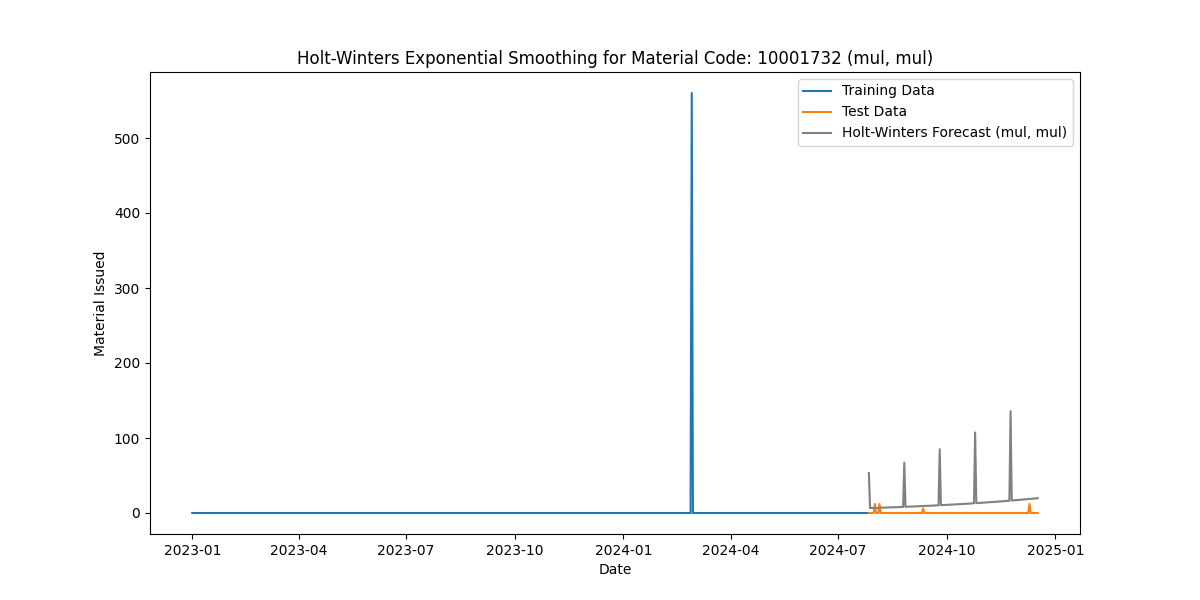 Holt-Winters Exponential Smoothing for Material Code: 10001732 (mul, mul)
Training Data
Test Data
Holt-Winters Forecast (mul, mul)
Material Issued
500
400
300
200
100
0
2023-01
2023-04
2023-07
2023-10
2024-01
2024-04
2024-07
2024-10
2025-01
Date